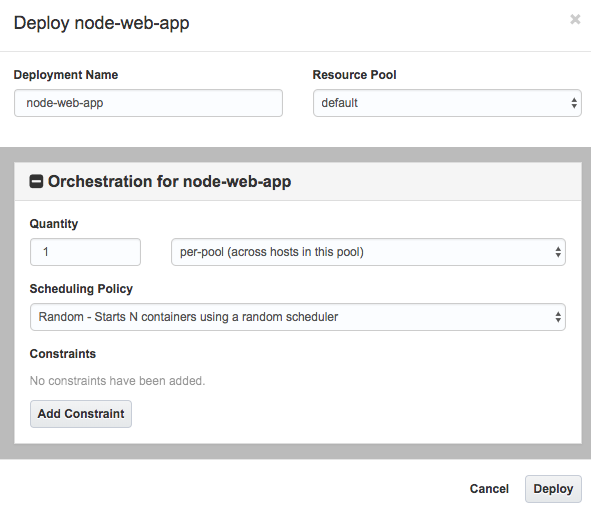 Deploy node-web-app
×
Deployment Name
Resource Pool
node-web-app
default
Orchestration for node-web-app
Quantity
1
per-pool (across hosts in this pool)
Scheduling Policy
Random - Starts N containers using a random scheduler
Constraints
No constraints have been added.
Add Constraint
Cancel
Deploy